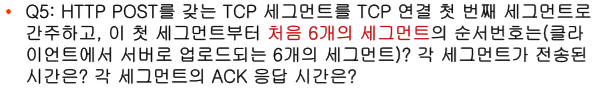 • Q5: HTTP POST를 갖는 TCP 세그먼트를 TCP 연결 첫 번째 세그먼트로
간주하고, 이 첫 세그먼트부터 처음 6개의 세그먼트의 순서번호는(클라
이언트에서 서버로 업로드되는 6개의 세그먼트)? 각 세그먼트가 전송된
시간은? 각 세그먼트의 ACK 응답 시간은?